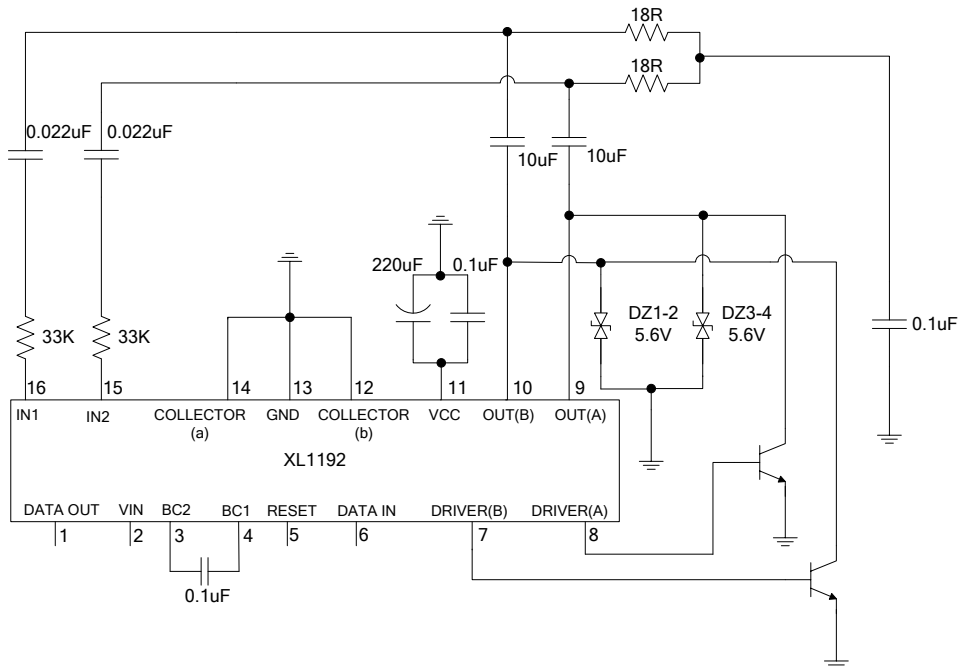 18R
18R
0.022uF
0.022uF
10uF
10uF
220uF
0.1uF
DZ1-2
5.6V
DZ3-4
5.6V
0.1uF
33K
33K
16
15
14
13
12
11
10
9
IN1
IN2
COLLECTOR
(a)
GND
COLLECTOR
(b)
VCC
OUT(B)
OUT(A)
XL1192
DATA OUT
VIN
BC2
BC1
RESET
DATA IN
DRIVER(B)
DRIVER(A)
1
2
3
4
5
6
7
8
0.1uF